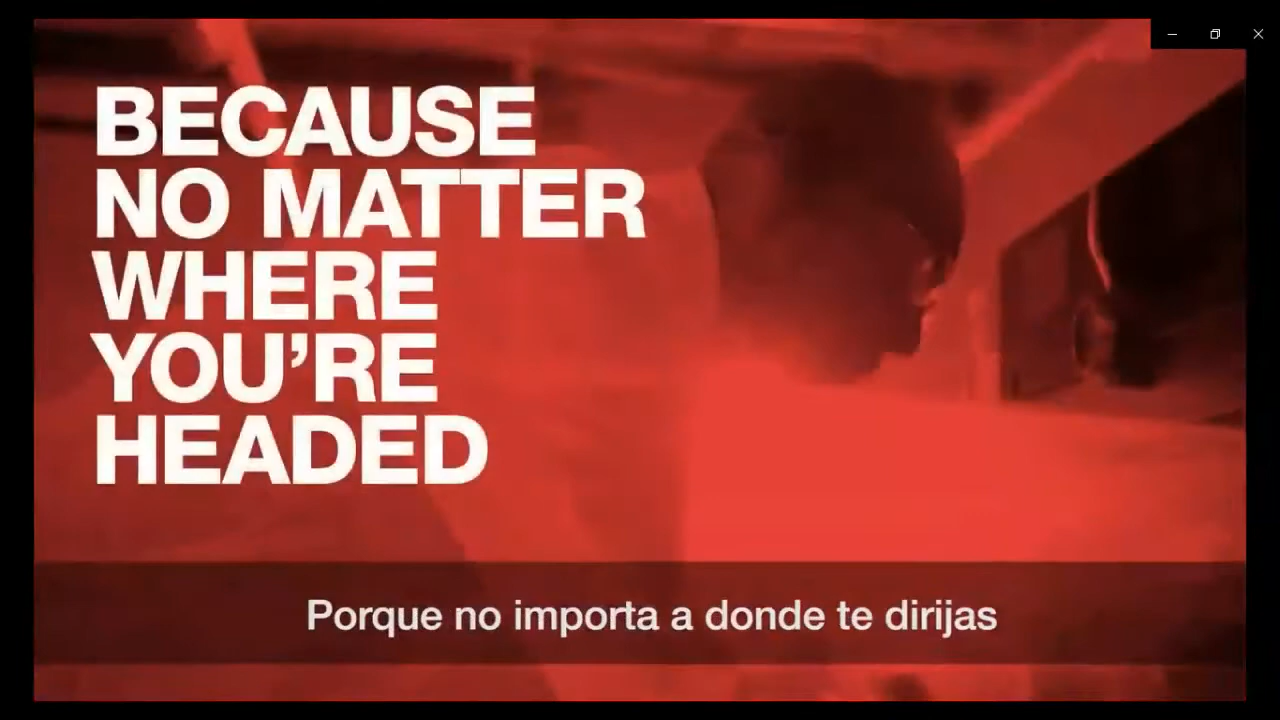 BECAUSE
NO MATTER
WHERE
YOU’RE
HEADED
Porque no importa a donde te dirijas